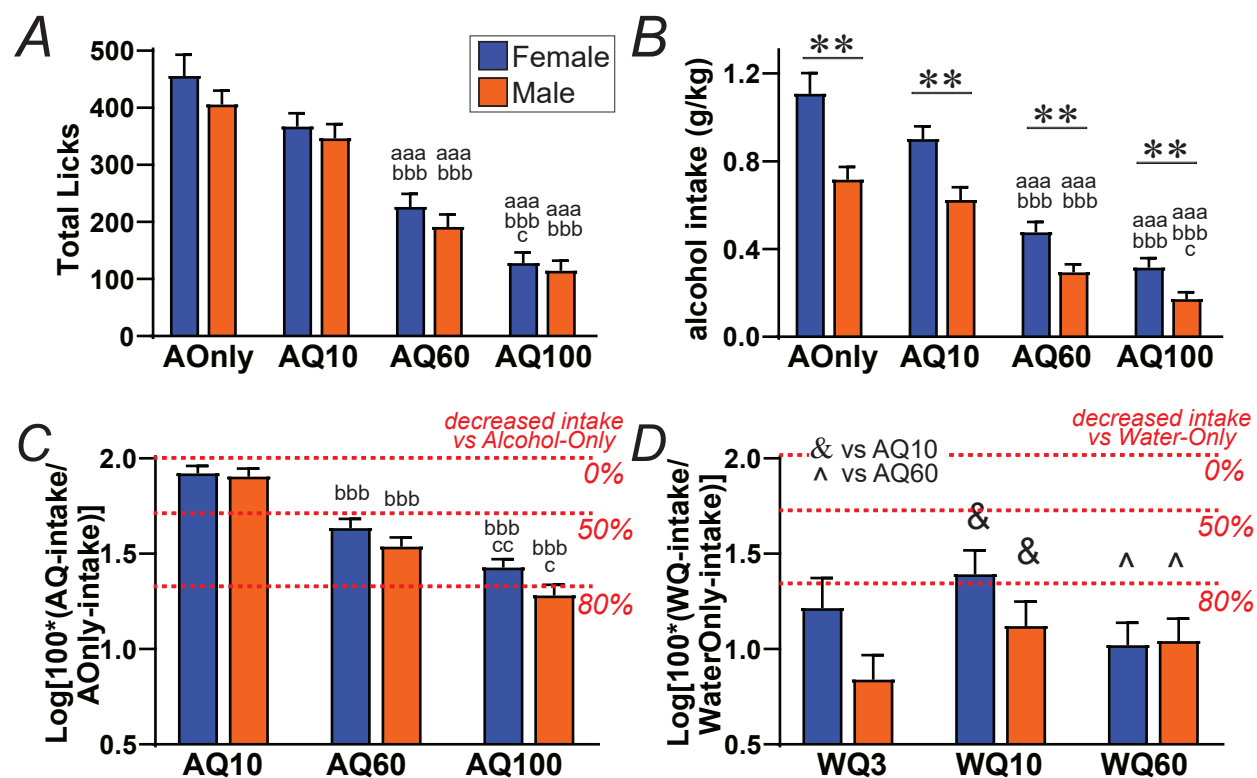 A
Total Licks
500
400
300
200
100
0
Female
Male
aaa
bbb
aaa
bbb
aaa
bbb
c
aaa
bbb
AOnly AQ10 AQ60 AQ100
B
alcohol intake (g/kg)
1.2
0.8
0.4
0.0
**
**
**
**
aaa
bbb
aaa
bbb
aaa
bbb
aaa
bbb
c
AOnly AQ10 AQ60 AQ100
C
decreased intake
vs Alcohol-Only
Log[100*(AQ-intake/
AOnly-intake)]
2.0
1.5
1.0
0.5
0%
50%
80%
bbb
bbb
bbb
cc
bbb
c
AQ10 AQ60 AQ100
D
decreased intake
vs Water-Only
& vs AQ10
^ vs AQ60
Log[100*(WQ-intake/
WaterOnly-intake)]
2.0
1.5
1.0
0.5
0%
50%
80%
&
&
^
^
WQ3 WQ10 WQ60